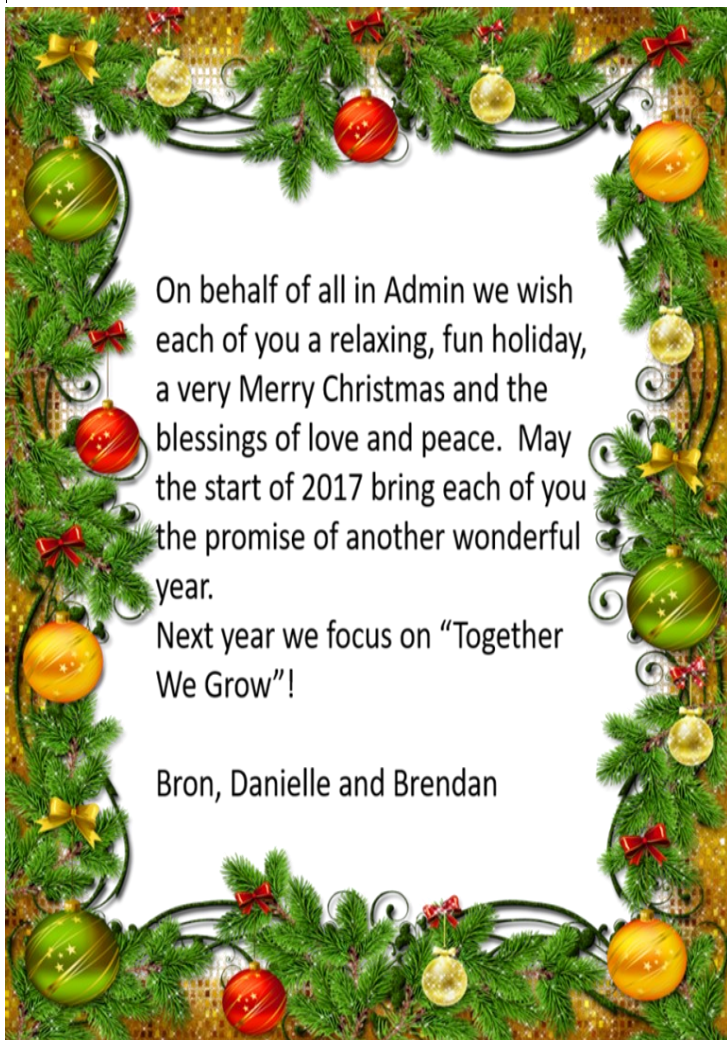 On behalf of all in Admin we wish
each of you a relaxing, fun holiday,
a very Merry Christmas and the
blessings of love and peace.  May
the start of 2017 bring each of you
the promise of another wonderful
year.
Next year we focus on “Together
We Grow”!
Bron, Danielle and Brendan